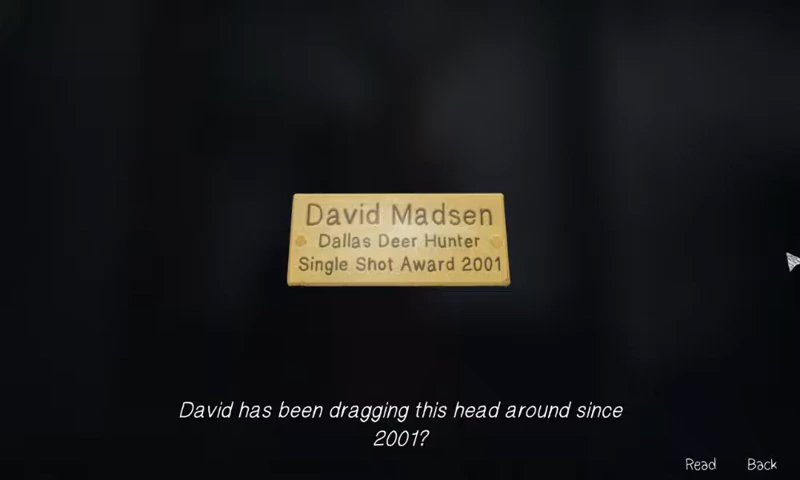 David Madsen
Dallas Deer Hunter
Single Shot Award 2001
David has been dragging this head around since
2001?
Read Back